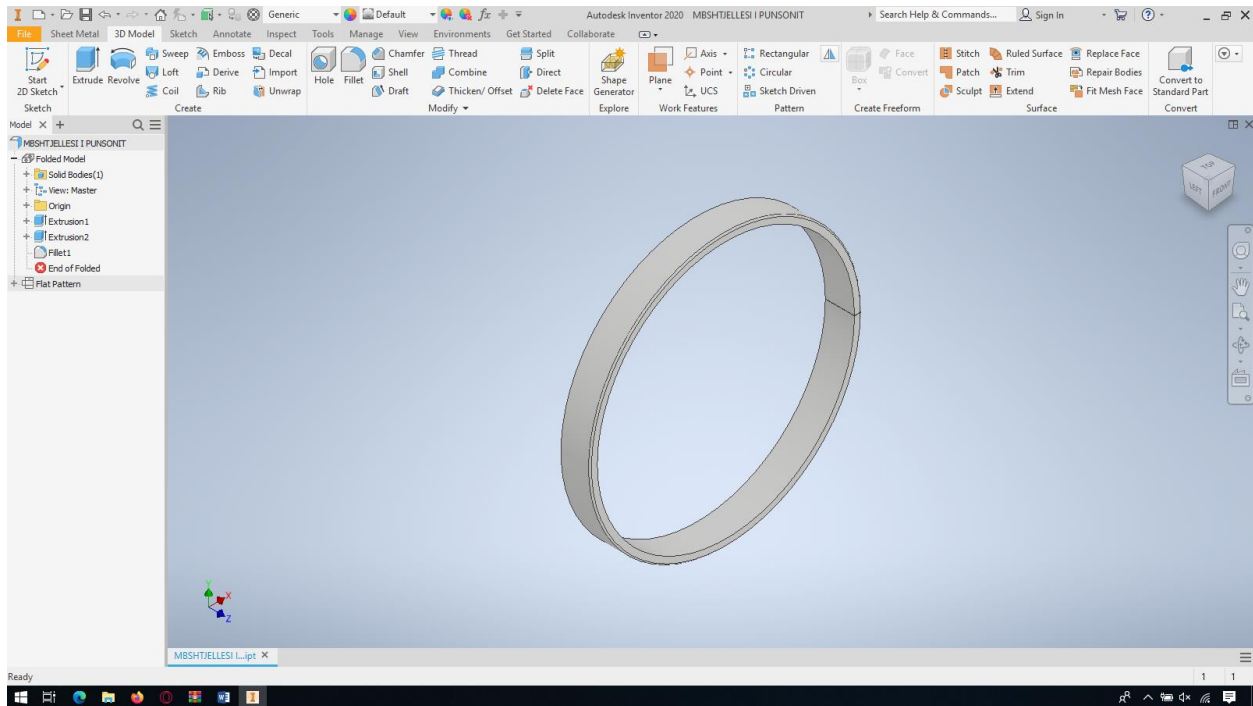 Generic Default fx Autodesk Inventor 2020 MBSHTJELLESI I PUNSONIT Search Help & Commands... Sign In
File Sheet Metal 3D Model Sketch Annotate Inspect Tools Manage View Environments Get Started Collaborate
Start 2D Sketch
Extrude
Revolve
Sweep Emboss Decal
Loft Derive Import
Coil Rib Unwrap
Hole
Fillet
Chamfer Thread Split
Shell Combine Direct
Draft Thicken/ Offset Delete Face
Shape Generator
Plane
Axis
Point
UCS
Rectangular
Circular
Sketch Driven
Box
Face
Convert
Stitch Ruled Surface Replace Face
Patch Trim Repair Bodies
Sculpt Extend Fit Mesh Face
Convert to Standard Part
Sketch Create Modify Explore Work Features Pattern Create Freeform Surface Convert
Model × +
MBSHTJELLESI I PUNSONIT
Folded Model
Solid Bodies(1)
View: Master
Origin
Extrusion1
Extrusion2
Fillet1
End of Folded
Flat Pattern
TOP
LEFT
FRONT
Y
X
Z
MBSHTJELLESI I...ipt ×
Ready 1 1